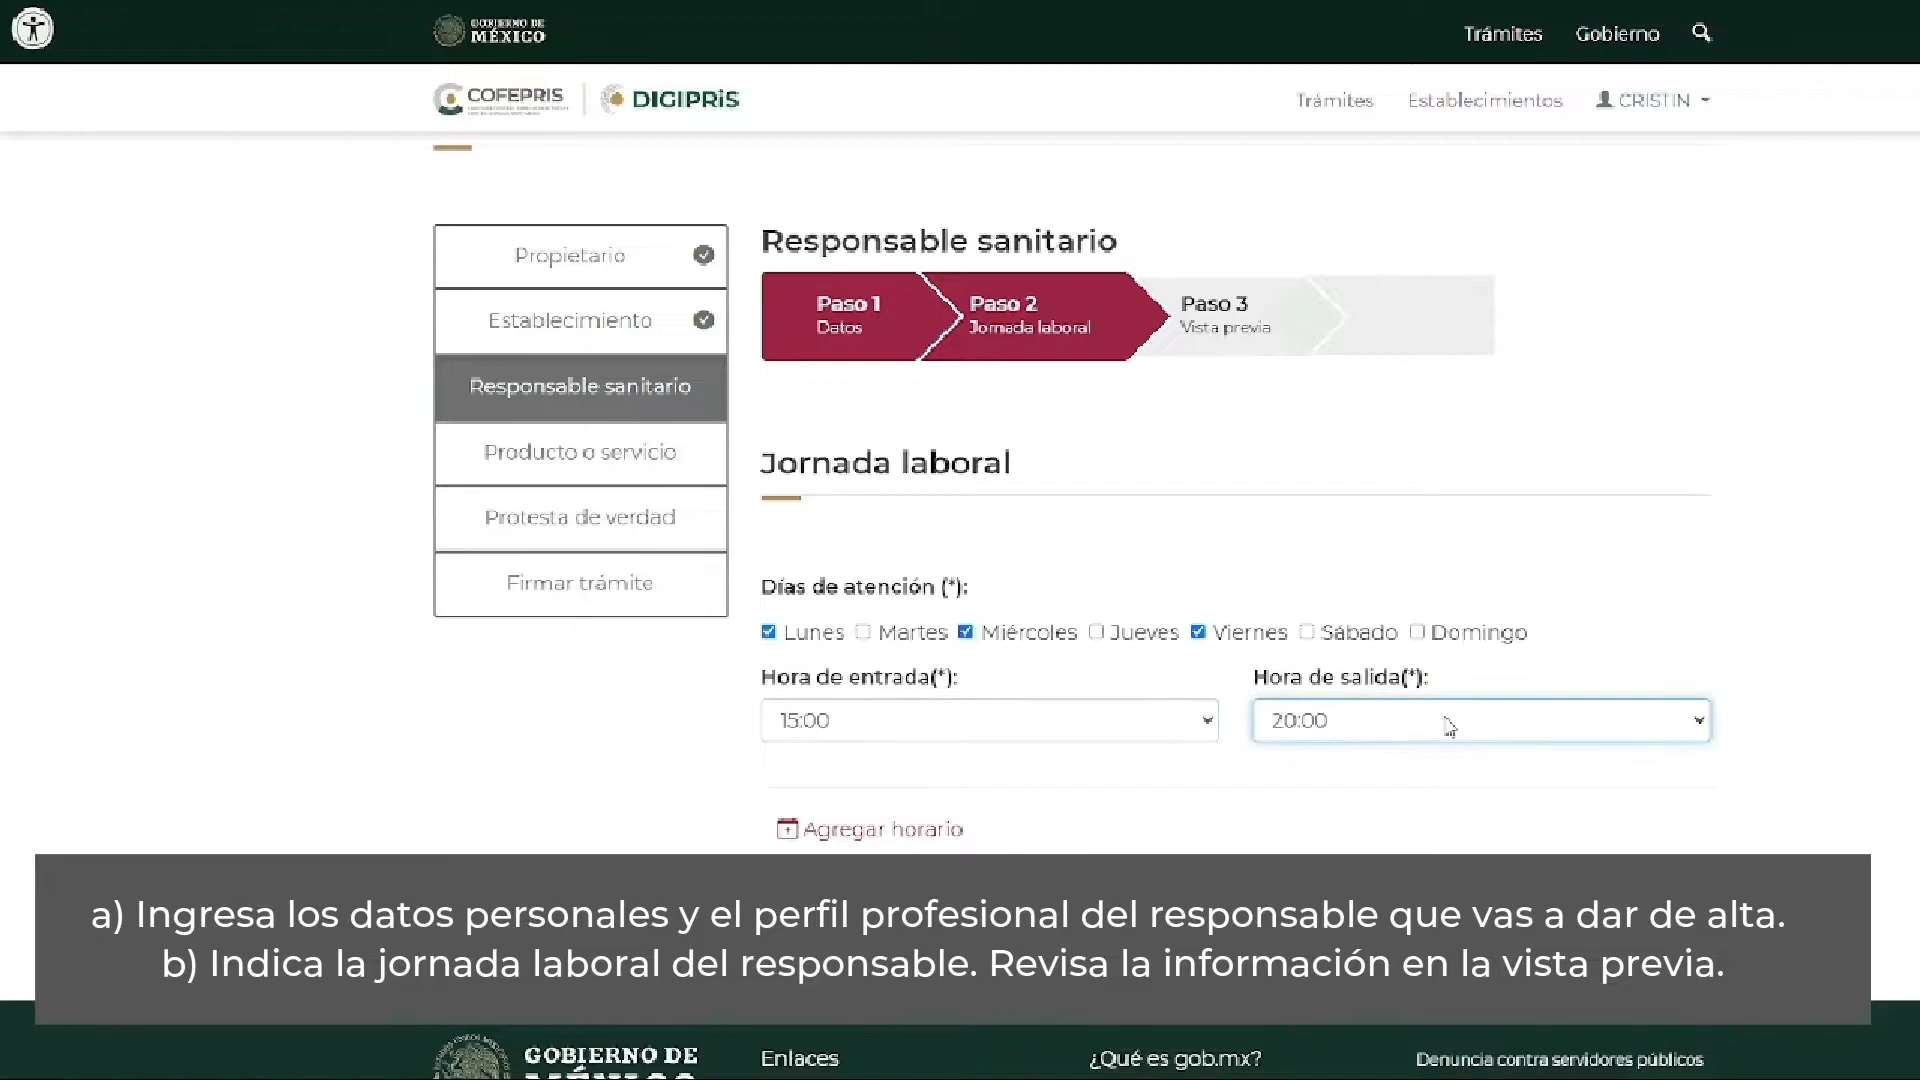 GOBIERNO DE
MÉXICO
Trámites
Gobierno
COFEPRIS
DIGIPRiS
Trámites
Establecimientos
CRISTIN
Propietario
Establecimiento
Responsable sanitario
Producto o servicio
Protesta de verdad
Firmar trámite
Responsable sanitario
Paso 1
Datos
Paso 2
Jornada laboral
Paso 3
Vista previa
Jornada laboral
Días de atención (*):
Lunes Martes Miércoles Jueves Viernes Sábado Domingo
Hora de entrada(*):
15:00
Hora de salida(*):
20:00
Agregar horario
a) Ingresa los datos personales y el perfil profesional del responsable que vas a dar de alta.
b) Indica la jornada laboral del responsable. Revisa la información en la vista previa.
GOBIERNO DE
MÉXICO
Enlaces
¿Qué es gob.mx?
Denuncia contra servidores públicos